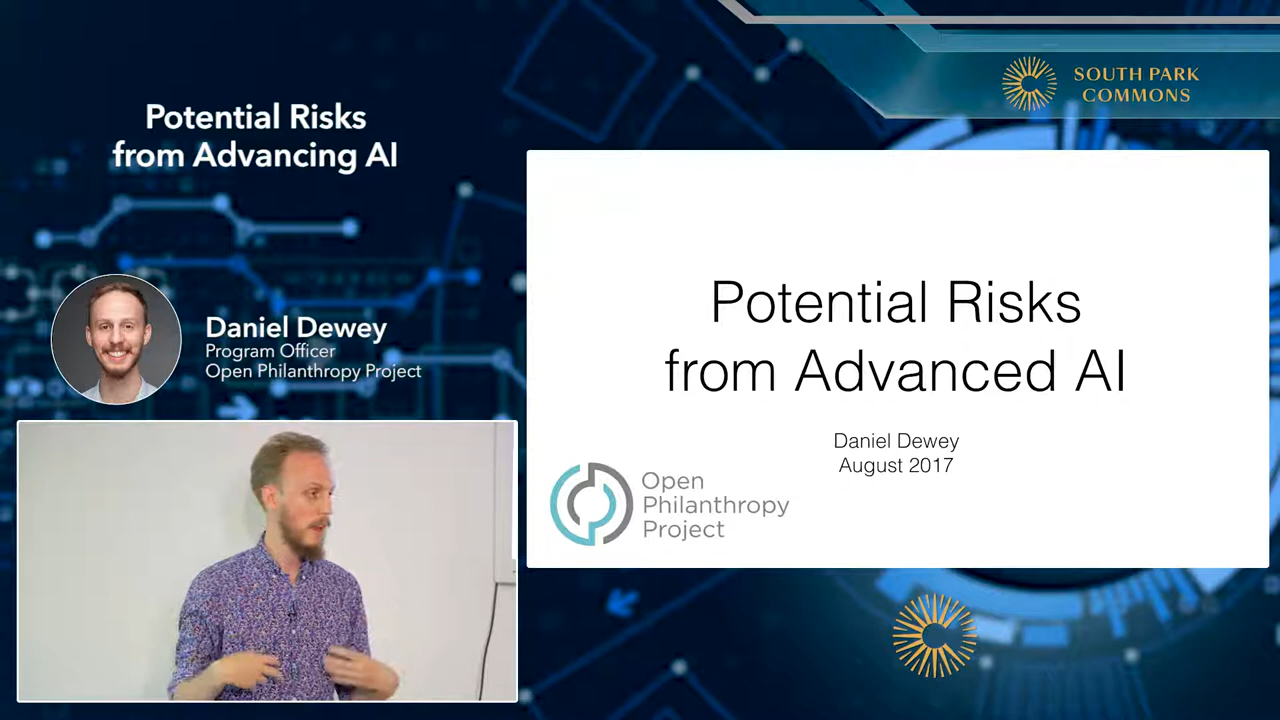 SOUTH PARK
COMMONS
Potential Risks
from Advancing AI
Daniel Dewey
Program Officer
Open Philanthropy Project
Potential Risks
from Advanced AI
Daniel Dewey
August 2017
Open
Philanthropy
Project